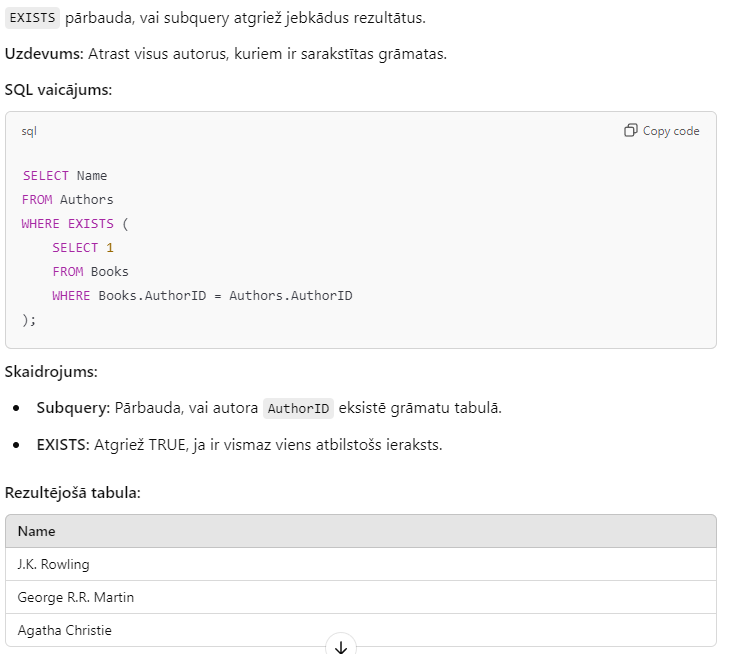 EXISTS pārbauda, vai subquery atgriež jebkādus rezultātus.
Uzdevums: Atrast visus autorus, kuriem ir sarakstītas grāmatas.
SQL vaicājums:
sql
Copy code
SELECT Name
FROM Authors
WHERE EXISTS (
    SELECT 1
    FROM Books
    WHERE Books.AuthorID = Authors.AuthorID
);
Skaidrojums:
• Subquery: Pārbauda, vai autora AuthorID eksistē grāmatu tabulā.
• EXISTS: Atgriež TRUE, ja ir vismaz viens atbilstošs ieraksts.
Rezultējošā tabula:
Name
J.K. Rowling
George R.R. Martin
Agatha Christie